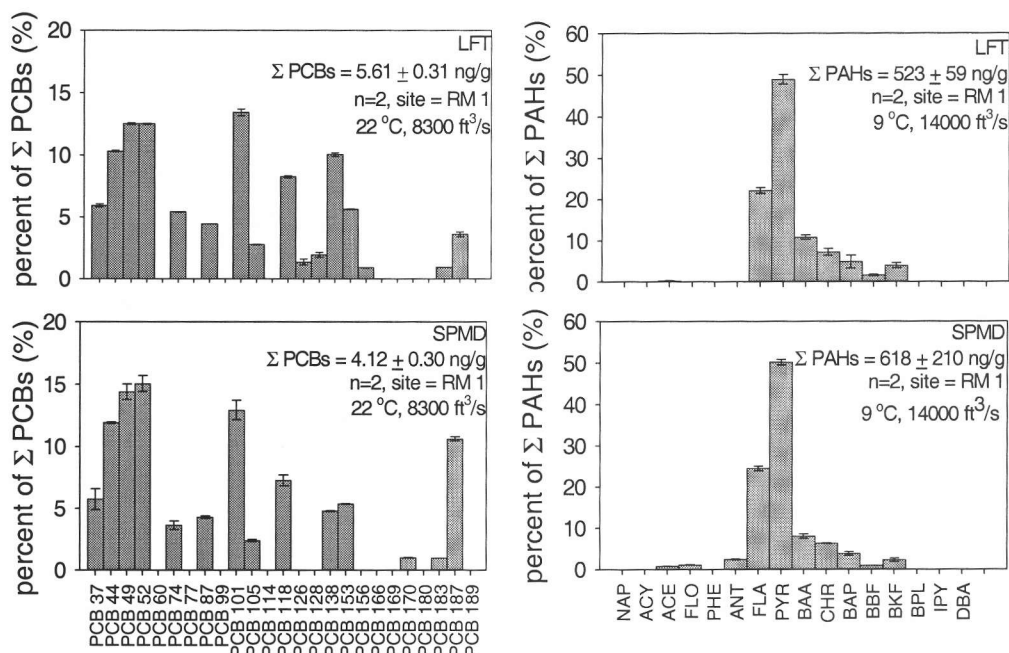 percent of Σ PCBs (%)
20
15
10
5
0
LFT
Σ PCBs = 5.61 ± 0.31 ng/g
n=2, site = RM 1
22 °C, 8300 ft³/s
percent of Σ PAHs (%)
60
50
40
30
20
10
0
LFT
Σ PAHs = 523 ± 59 ng/g
n=2, site = RM 1
9 °C, 14000 ft³/s
percent of Σ PCBs (%)
20
15
10
5
0
SPMD
Σ PCBs = 4.12 ± 0.30 ng/g
n=2, site = RM 1
22 °C, 8300 ft³/s
PCB 37
PCB 44
PCB 49
PCB 52
PCB 60
PCB 74
PCB 77
PCB 87
PCB 99
PCB 101
PCB 105
PCB 114
PCB 118
PCB 126
PCB 128
PCB 138
PCB 153
PCB 156
PCB 166
PCB 169
PCB 170
PCB 180
PCB 183
PCB 187
PCB 189
percent of Σ PAHs (%)
60
50
40
30
20
10
0
SPMD
Σ PAHs = 618 ± 210 ng/g
n=2, site = RM 1
9 °C, 14000 ft³/s
NAP
ACY
ACE
FLO
PHE
ANT
FLA
PYR
BAA
CHR
BAP
BBF
BKF
BPL
IPY
DBA